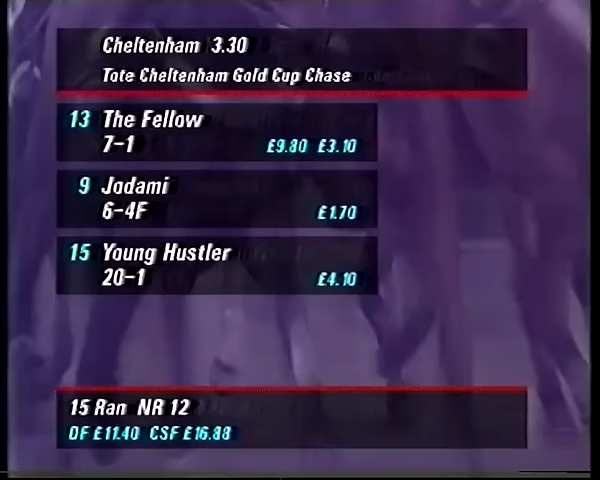 Cheltenham 3.30
Tote Cheltenham Gold Cup Chase
13 The Fellow
7-1 £9.80 £3.10
9 Jodami
6-4F £1.70
15 Young Hustler
20-1 £4.10
15 Ran NR 12
DF £11.40 CSF £16.88